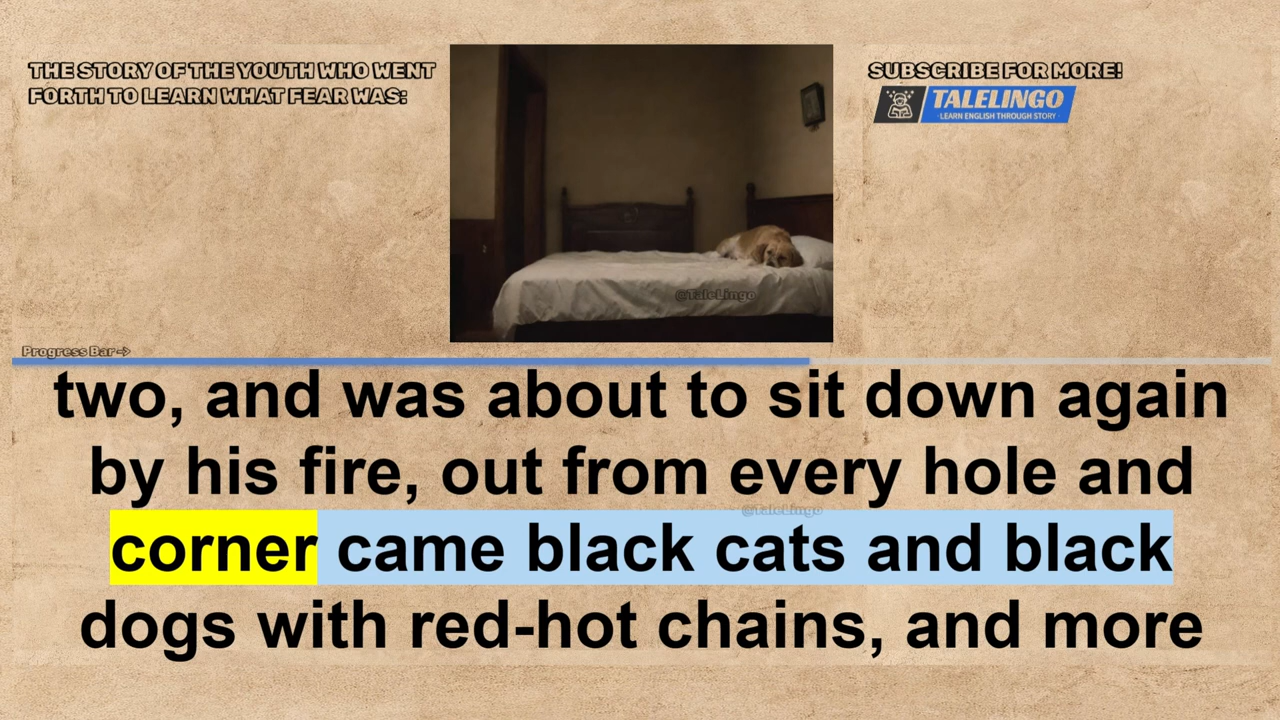 THE STORY OF THE YOUTH WHO WENT
FORTH TO LEARN WHAT FEAR WAS:
SUBSCRIBE FOR MORE!
TALELINGO
· LEARN ENGLISH THROUGH STORY ·
@TaleLingo
Progress Bar->
two, and was about to sit down again
by his fire, out from every hole and
@TaleLingo
corner came black cats and black
dogs with red-hot chains, and more